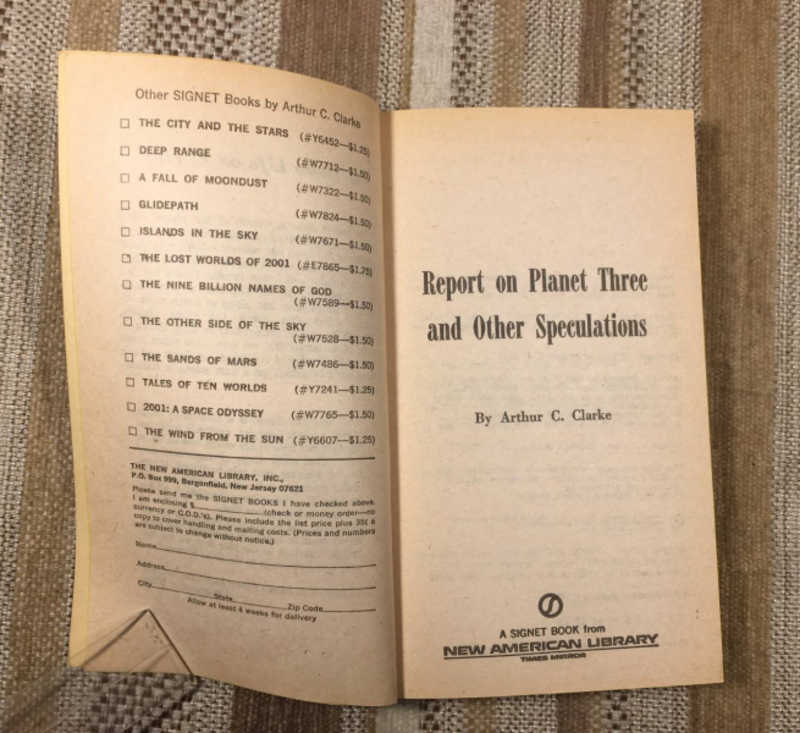 Other SIGNET Books by Arthur C. Clarke
THE CITY AND THE STARS (#Y6452—$1.25)
DEEP RANGE (#W7712—$1.50)
A FALL OF MOONDUST (#W7322—$1.50)
GLIDEPATH (#W7824—$1.50)
ISLANDS IN THE SKY (#W7671—$1.50)
THE LOST WORLDS OF 2001 (#E7865—$1.75)
THE NINE BILLION NAMES OF GOD
(#W7589—$1.50)
THE OTHER SIDE OF THE SKY
(#W7528—$1.50)
THE SANDS OF MARS (#W7486—$1.50)
TALES OF TEN WORLDS (#Y7241—$1.25)
2001: A SPACE ODYSSEY (#W7765—$1.50)
THE WIND FROM THE SUN (#Y6607—$1.25)
THE NEW AMERICAN LIBRARY, INC.,
P.O. Box 999, Bergenfield, New Jersey 07621
Please send me the SIGNET BOOKS I have checked above.
I am enclosing $ (check or money order—no
currency or C.O.D.'s). Please include the list price plus 35¢ a
copy to cover handling and mailing costs. (Prices and numbers
are subject to change without notice.)
Name
Address
City State Zip Code
Allow at least 4 weeks for delivery
Report on Planet Three
and Other Speculations
By Arthur C. Clarke
A SIGNET BOOK from
NEW AMERICAN LIBRARY
TIMES MIRROR